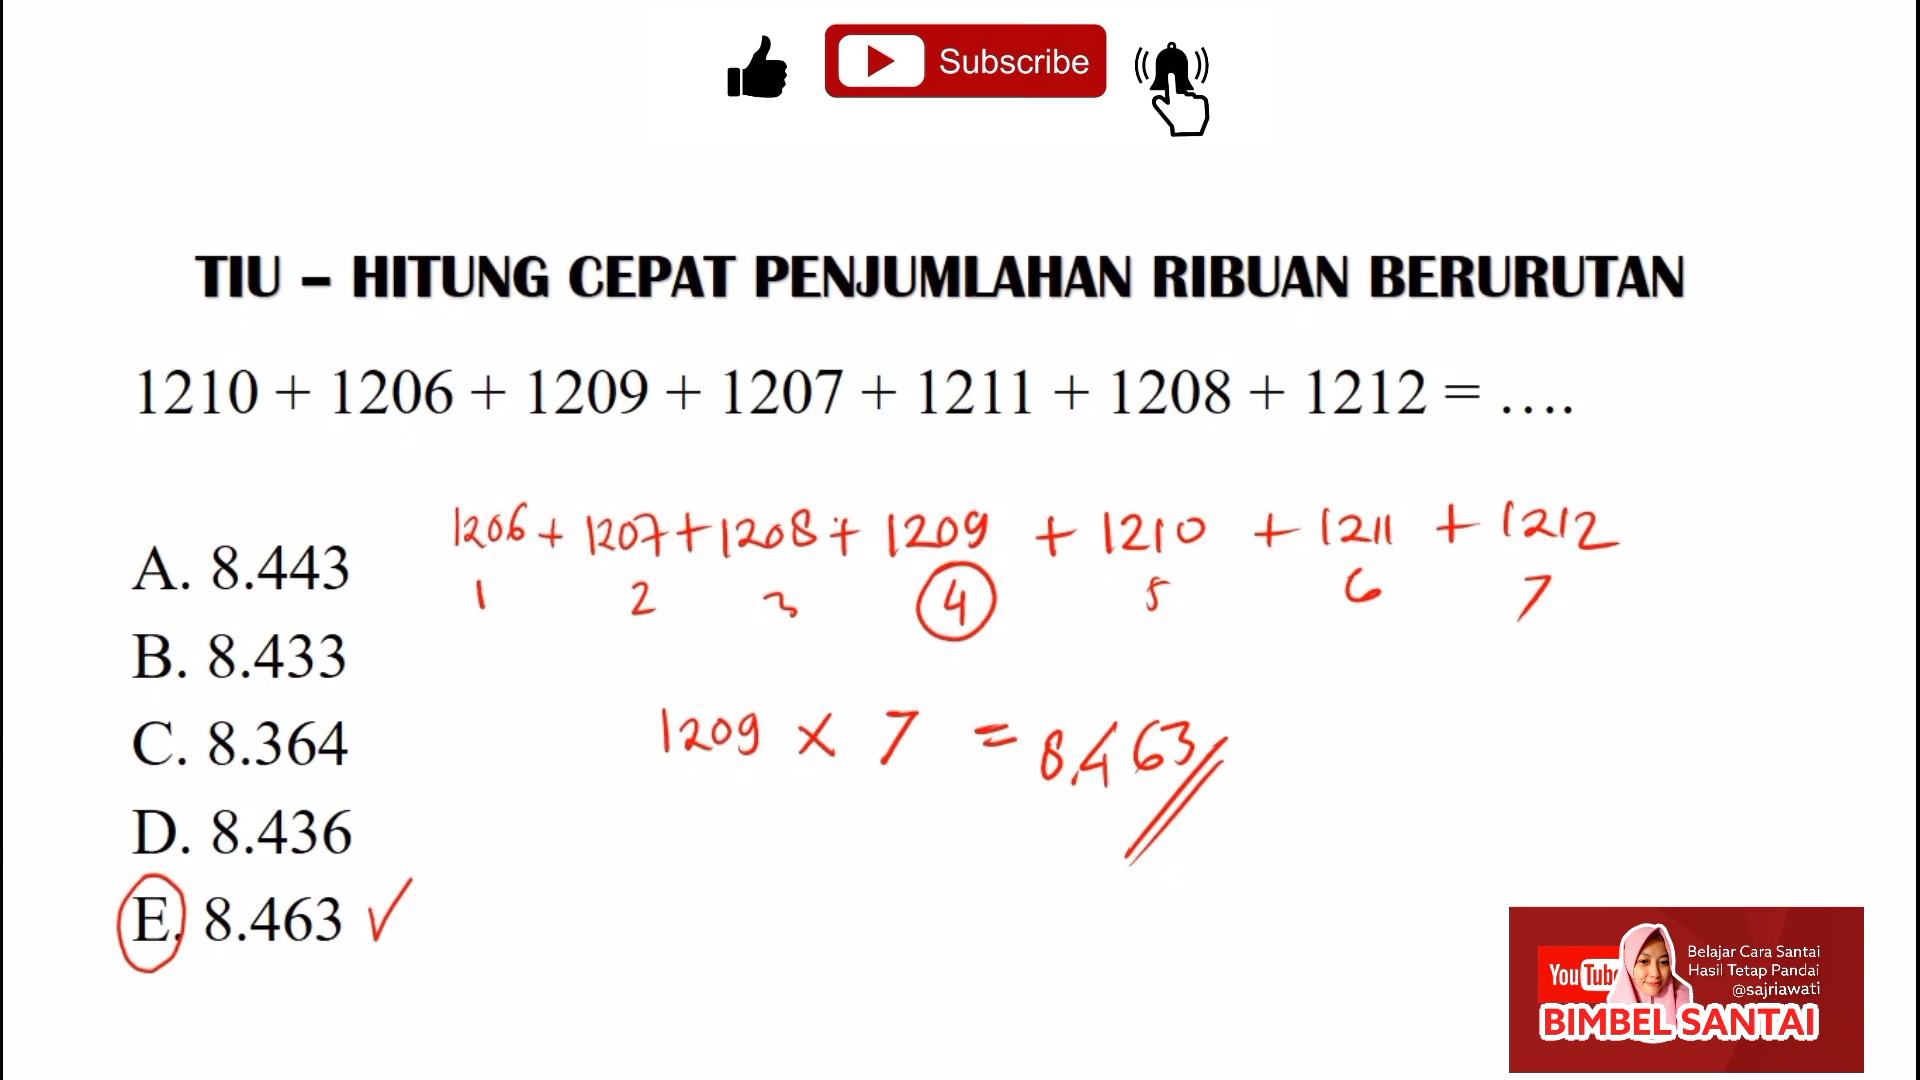 Subscribe
TIU – HITUNG CEPAT PENJUMLAHAN RIBUAN BERURUTAN
1210 + 1206 + 1209 + 1207 + 1211 + 1208 + 1212 = ….
1206 + 1207 + 1208 + 1209 + 1210 + 1211 + 1212
1 2 3 4 5 6 7
A. 8.443
B. 8.433
C. 8.364
D. 8.436
E. 8.463 ✓
1209 × 7 = 8.463
YouTube
Belajar Cara Santai
Hasil Tetap Pandai
@sajriawati
BIMBEL SANTAI